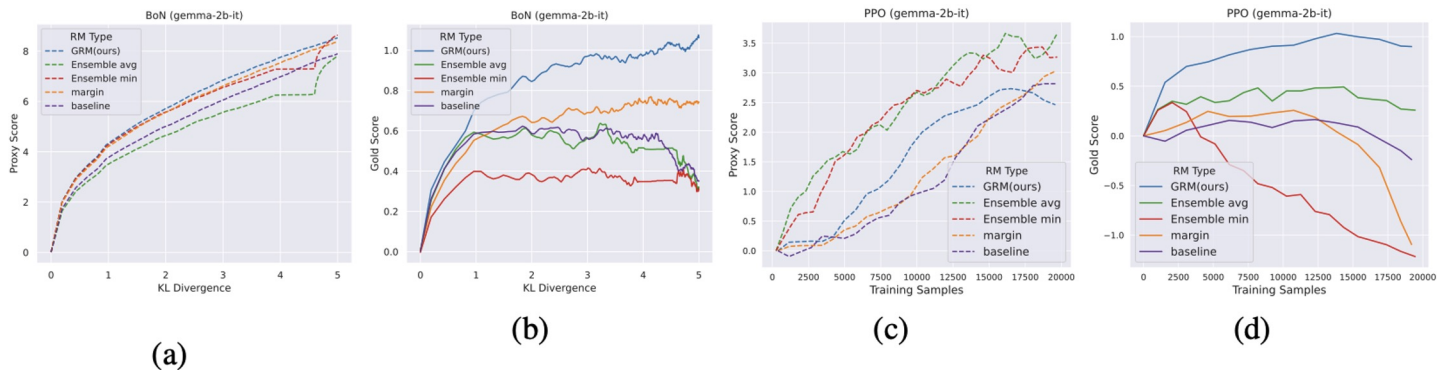 BoN (gemma-2b-it)
RM Type
GRM(ours)
Ensemble avg
Ensemble min
margin
baseline
Proxy Score
8
6
4
2
0
0
1
2
3
4
5
KL Divergence
(a)
BoN (gemma-2b-it)
RM Type
GRM(ours)
Ensemble avg
Ensemble min
margin
baseline
Gold Score
1.0
0.8
0.6
0.4
0.2
0.0
0
1
2
3
4
5
KL Divergence
(b)
PPO (gemma-2b-it)
Proxy Score
3.5
3.0
2.5
2.0
1.5
1.0
0.5
0.0
RM Type
GRM(ours)
Ensemble avg
Ensemble min
margin
baseline
0
2500
5000
7500
10000
12500
15000
17500
20000
Training Samples
(c)
PPO (gemma-2b-it)
Gold Score
1.0
0.5
0.0
−0.5
−1.0
RM Type
GRM(ours)
Ensemble avg
Ensemble min
margin
baseline
0
2500
5000
7500
10000
12500
15000
17500
20000
Training Samples
(d)